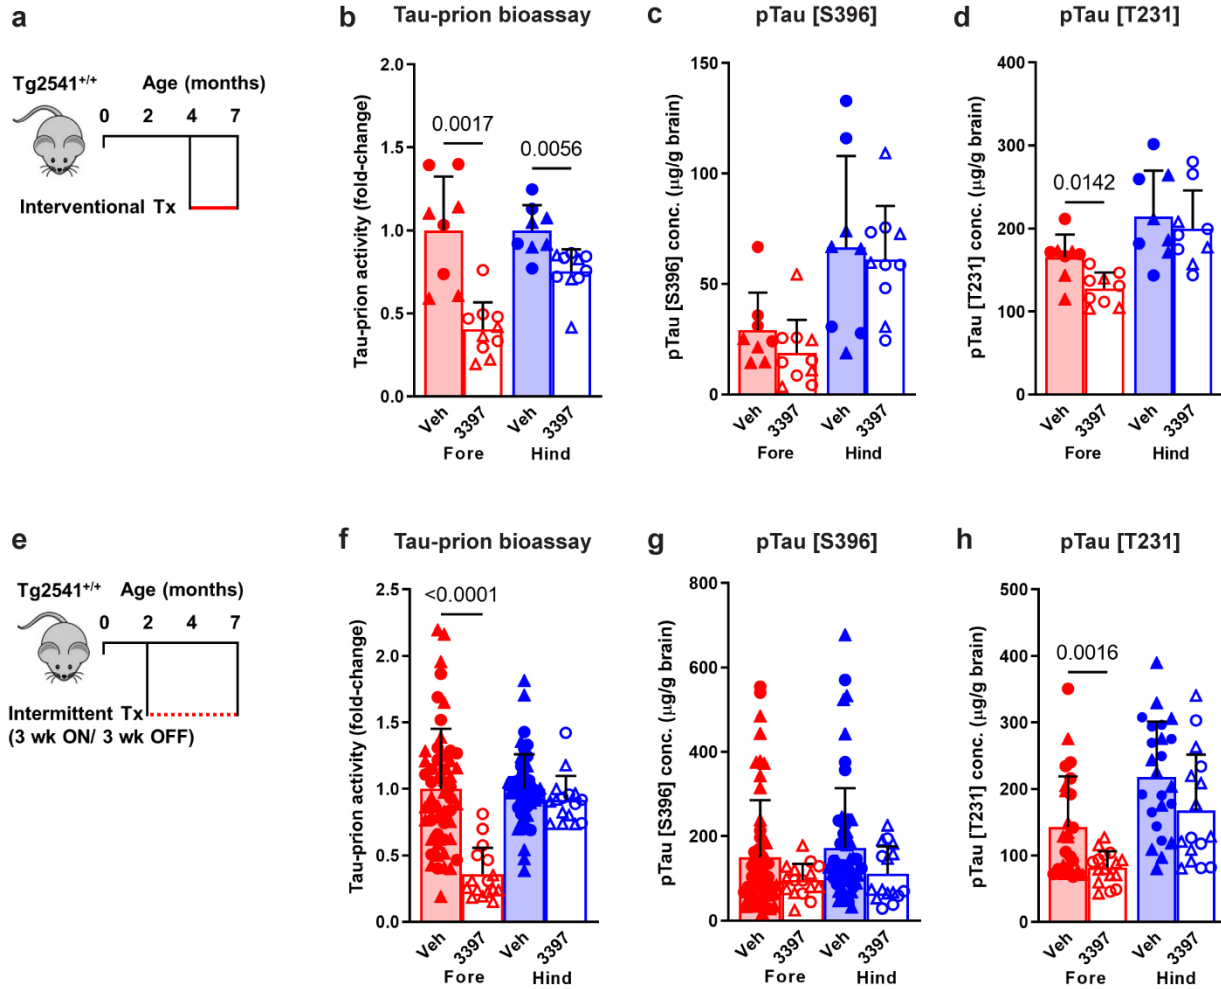 a
Tg2541+/+ Age (months)
0 2 4 7
Interventional Tx
b
Tau-prion bioassay
Tau-prion activity (fold-change)
2.0
1.5
1.0
0.5
0.0
0.0017
0.0056
Veh 3397 Veh 3397
Fore Hind
c
pTau [S396]
pTau [S396] conc. (μg/g brain)
150
100
50
0
Veh 3397 Veh 3397
Fore Hind
d
pTau [T231]
pTau [T231] conc. (μg/g brain)
400
300
200
100
0
0.0142
Veh 3397 Veh 3397
Fore Hind
e
Tg2541+/+ Age (months)
0 2 4 7
Intermittent Tx
(3 wk ON/ 3 wk OFF)
f
Tau-prion bioassay
Tau-prion activity (fold-change)
2.5
2.0
1.5
1.0
0.5
0.0
<0.0001
Veh 3397 Veh 3397
Fore Hind
g
pTau [S396]
pTau [S396] conc. (μg/g brain)
800
600
400
200
0
Veh 3397 Veh 3397
Fore Hind
h
pTau [T231]
pTau [T231] conc. (μg/g brain)
500
400
300
200
100
0
0.0016
Veh 3397 Veh 3397
Fore Hind